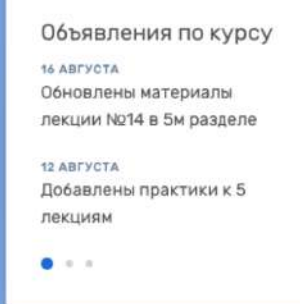 Объявления по курсу
16 АВГУСТА
Обновлены материалы
лекции №14 в 5м разделе
12 АВГУСТА
Добавлены практики к 5
лекциям